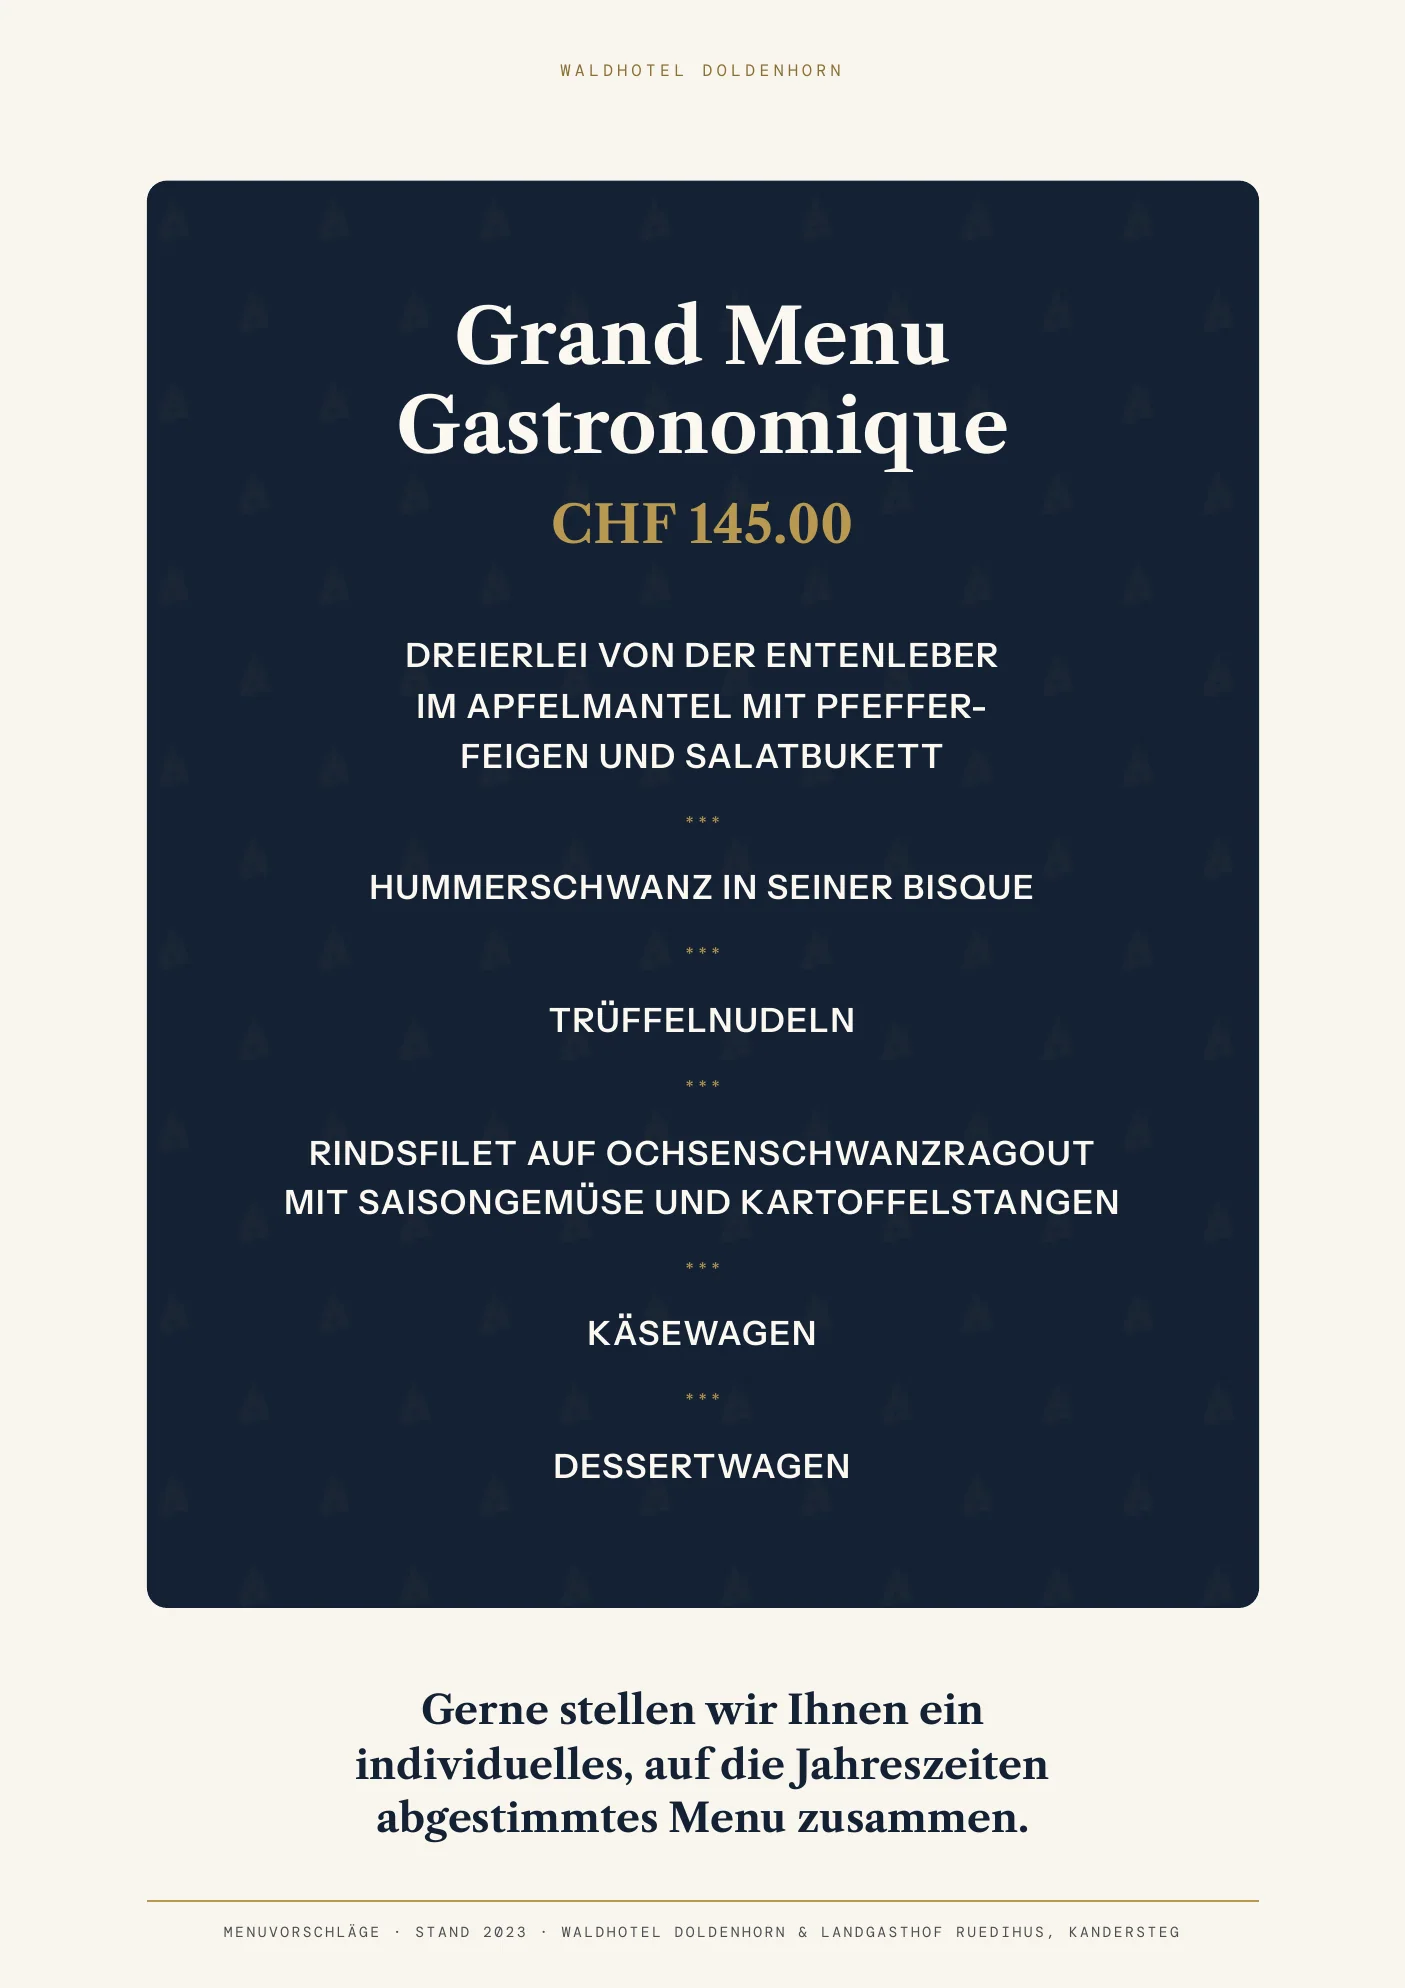 WALDHOTEL DOLDENHORN
Grand Menu
Gastronomique
CHF 145.00
DREIERLEI VON DER ENTENLEBER
IM APFELMANTEL MIT PFEFFER-
FEIGEN UND SALATBUKETT
***
HUMMERSCHWANZ IN SEINER BISQUE
***
TRÜFFELNUDELN
***
RINDSFILET AUF OCHSENSCHWANZRAGOUT
MIT SAISONGEMÜSE UND KARTOFFELSTANGEN
***
KÄSEWAGEN
***
DESSERTWAGEN
Gerne stellen wir Ihnen ein
individuelles, auf die Jahreszeiten
abgestimmtes Menu zusammen.
MENUVORSCHLÄGE · STAND 2023 · WALDHOTEL DOLDENHORN & LANDGASTHOF RUEDIHUS, KANDERSTEG